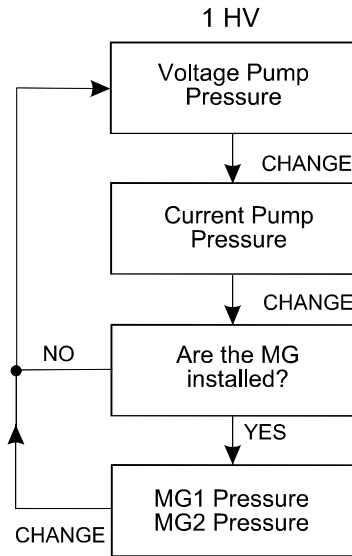 1 HV
Voltage Pump
Pressure
CHANGE
Current Pump
Pressure
CHANGE
NO
Are the MG
installed?
YES
MG1 Pressure
MG2 Pressure
CHANGE